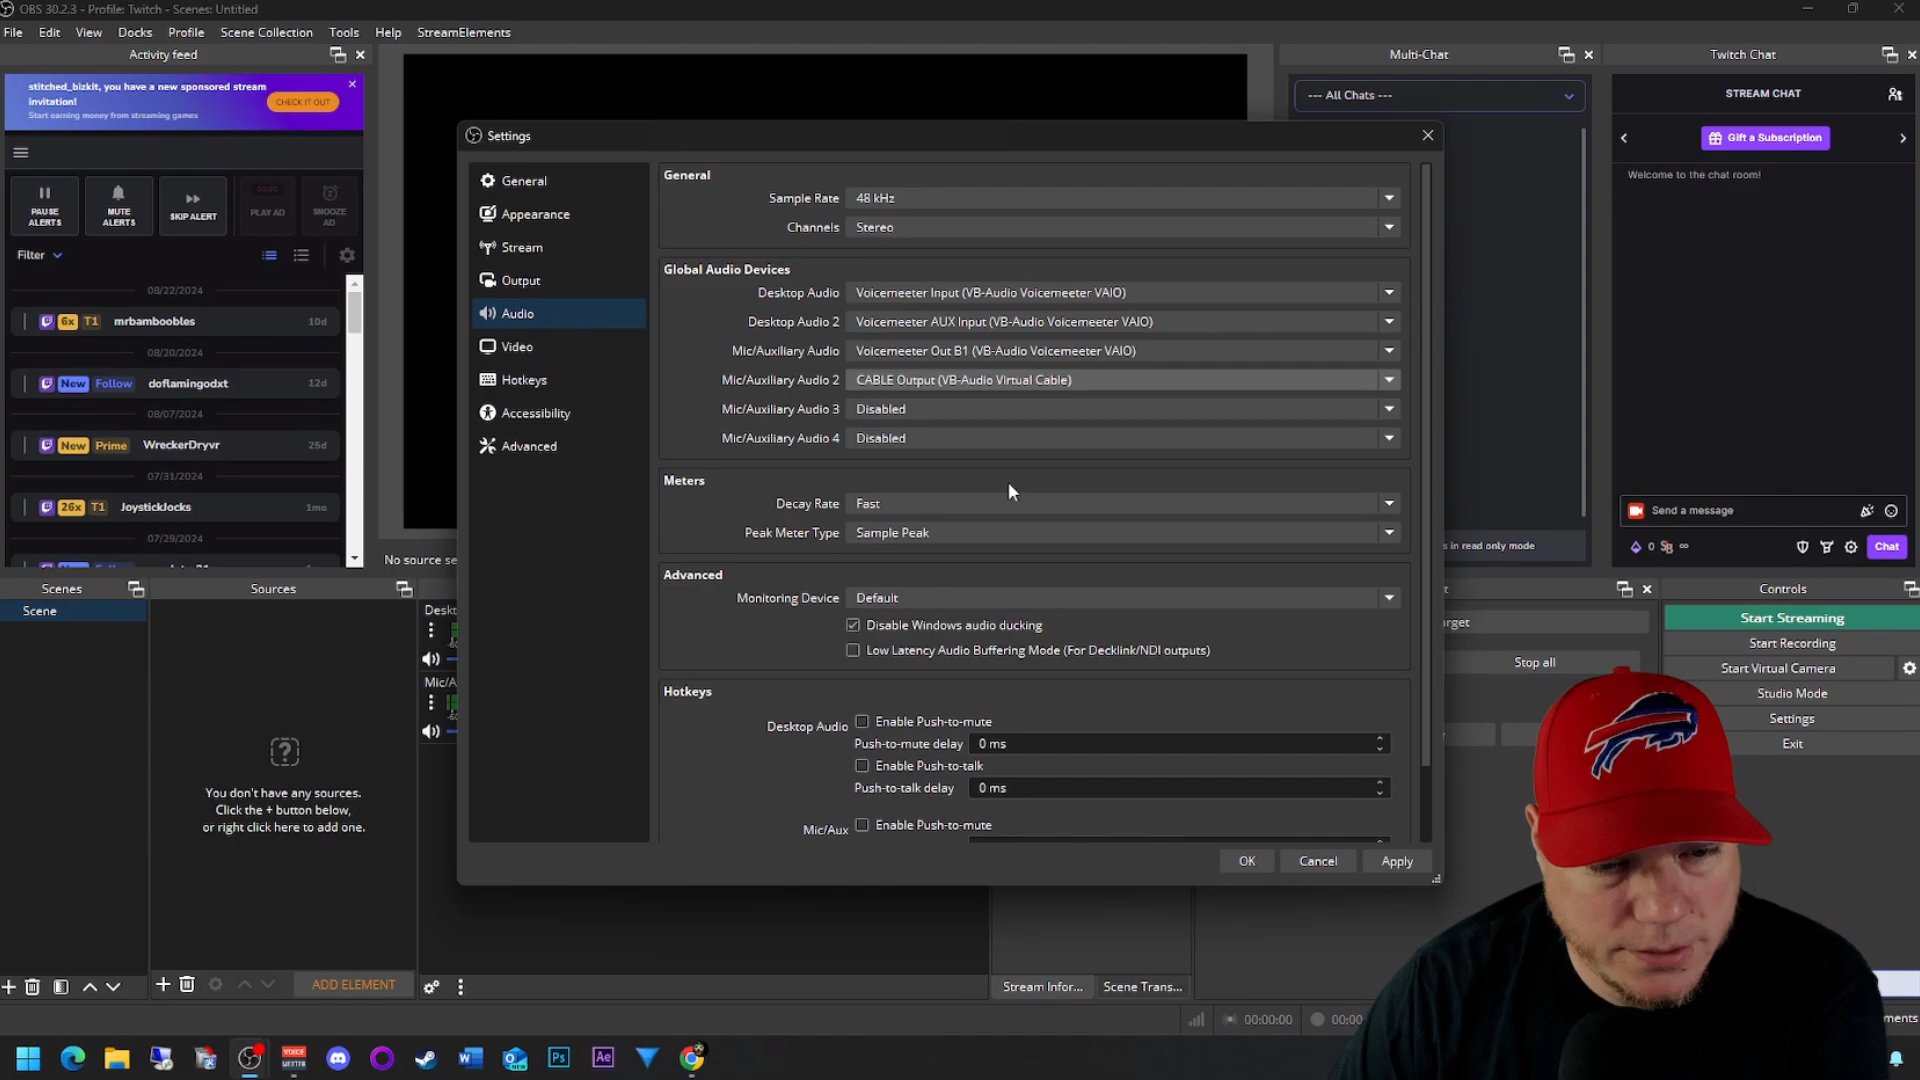 OBS 30.2.3 - Profile: Twitch - Scenes: Untitled
File Edit View Docks Profile Scene Collection Tools Help StreamElements
Activity feed
stitched_bizkit, you have a new sponsored stream
invitation!
Start earning money from streaming games
CHECK IT OUT
PAUSE
ALERTS
MUTE
ALERTS
SKIP ALERT
00:00
PLAY AD
SNOOZE
AD
Filter
08/22/2024
6x T1 mrbamboobles 10d
08/20/2024
New Follow doflamingodxt 12d
08/07/2024
New Prime WreckerDryvr 25d
07/31/2024
26x T1 JoystickJocks 1mo
07/29/2024
No source se
Settings
General
Appearance
Stream
Output
Audio
Video
Hotkeys
Accessibility
Advanced
General
Sample Rate 48 kHz
Channels Stereo
Global Audio Devices
Desktop Audio Voicemeeter Input (VB-Audio Voicemeeter VAIO)
Desktop Audio 2 Voicemeeter AUX Input (VB-Audio Voicemeeter VAIO)
Mic/Auxiliary Audio Voicemeeter Out B1 (VB-Audio Voicemeeter VAIO)
Mic/Auxiliary Audio 2 CABLE Output (VB-Audio Virtual Cable)
Mic/Auxiliary Audio 3 Disabled
Mic/Auxiliary Audio 4 Disabled
Meters
Decay Rate Fast
Peak Meter Type Sample Peak
Advanced
Monitoring Device Default
Disable Windows audio ducking
Low Latency Audio Buffering Mode (For Decklink/NDI outputs)
Hotkeys
Desktop Audio Enable Push-to-mute
Push-to-mute delay 0 ms
Enable Push-to-talk
Push-to-talk delay 0 ms
Mic/Aux Enable Push-to-mute
OK Cancel Apply
Multi-Chat
--- All Chats ---
s in read only mode
Twitch Chat
STREAM CHAT
Gift a Subscription
Welcome to the chat room!
Send a message
0 ∞
Chat
Scenes
Scene
Sources
You don't have any sources.
Click the + button below,
or right click here to add one.
ADD ELEMENT
Deskt
Mic/A
Stream Infor... Scene Trans...
rget
Stop all
Controls
Start Streaming
Start Recording
Start Virtual Camera
Studio Mode
Settings
Exit
00:00:00 00:00
ments
VOICE
MEETER
Ps
Ae